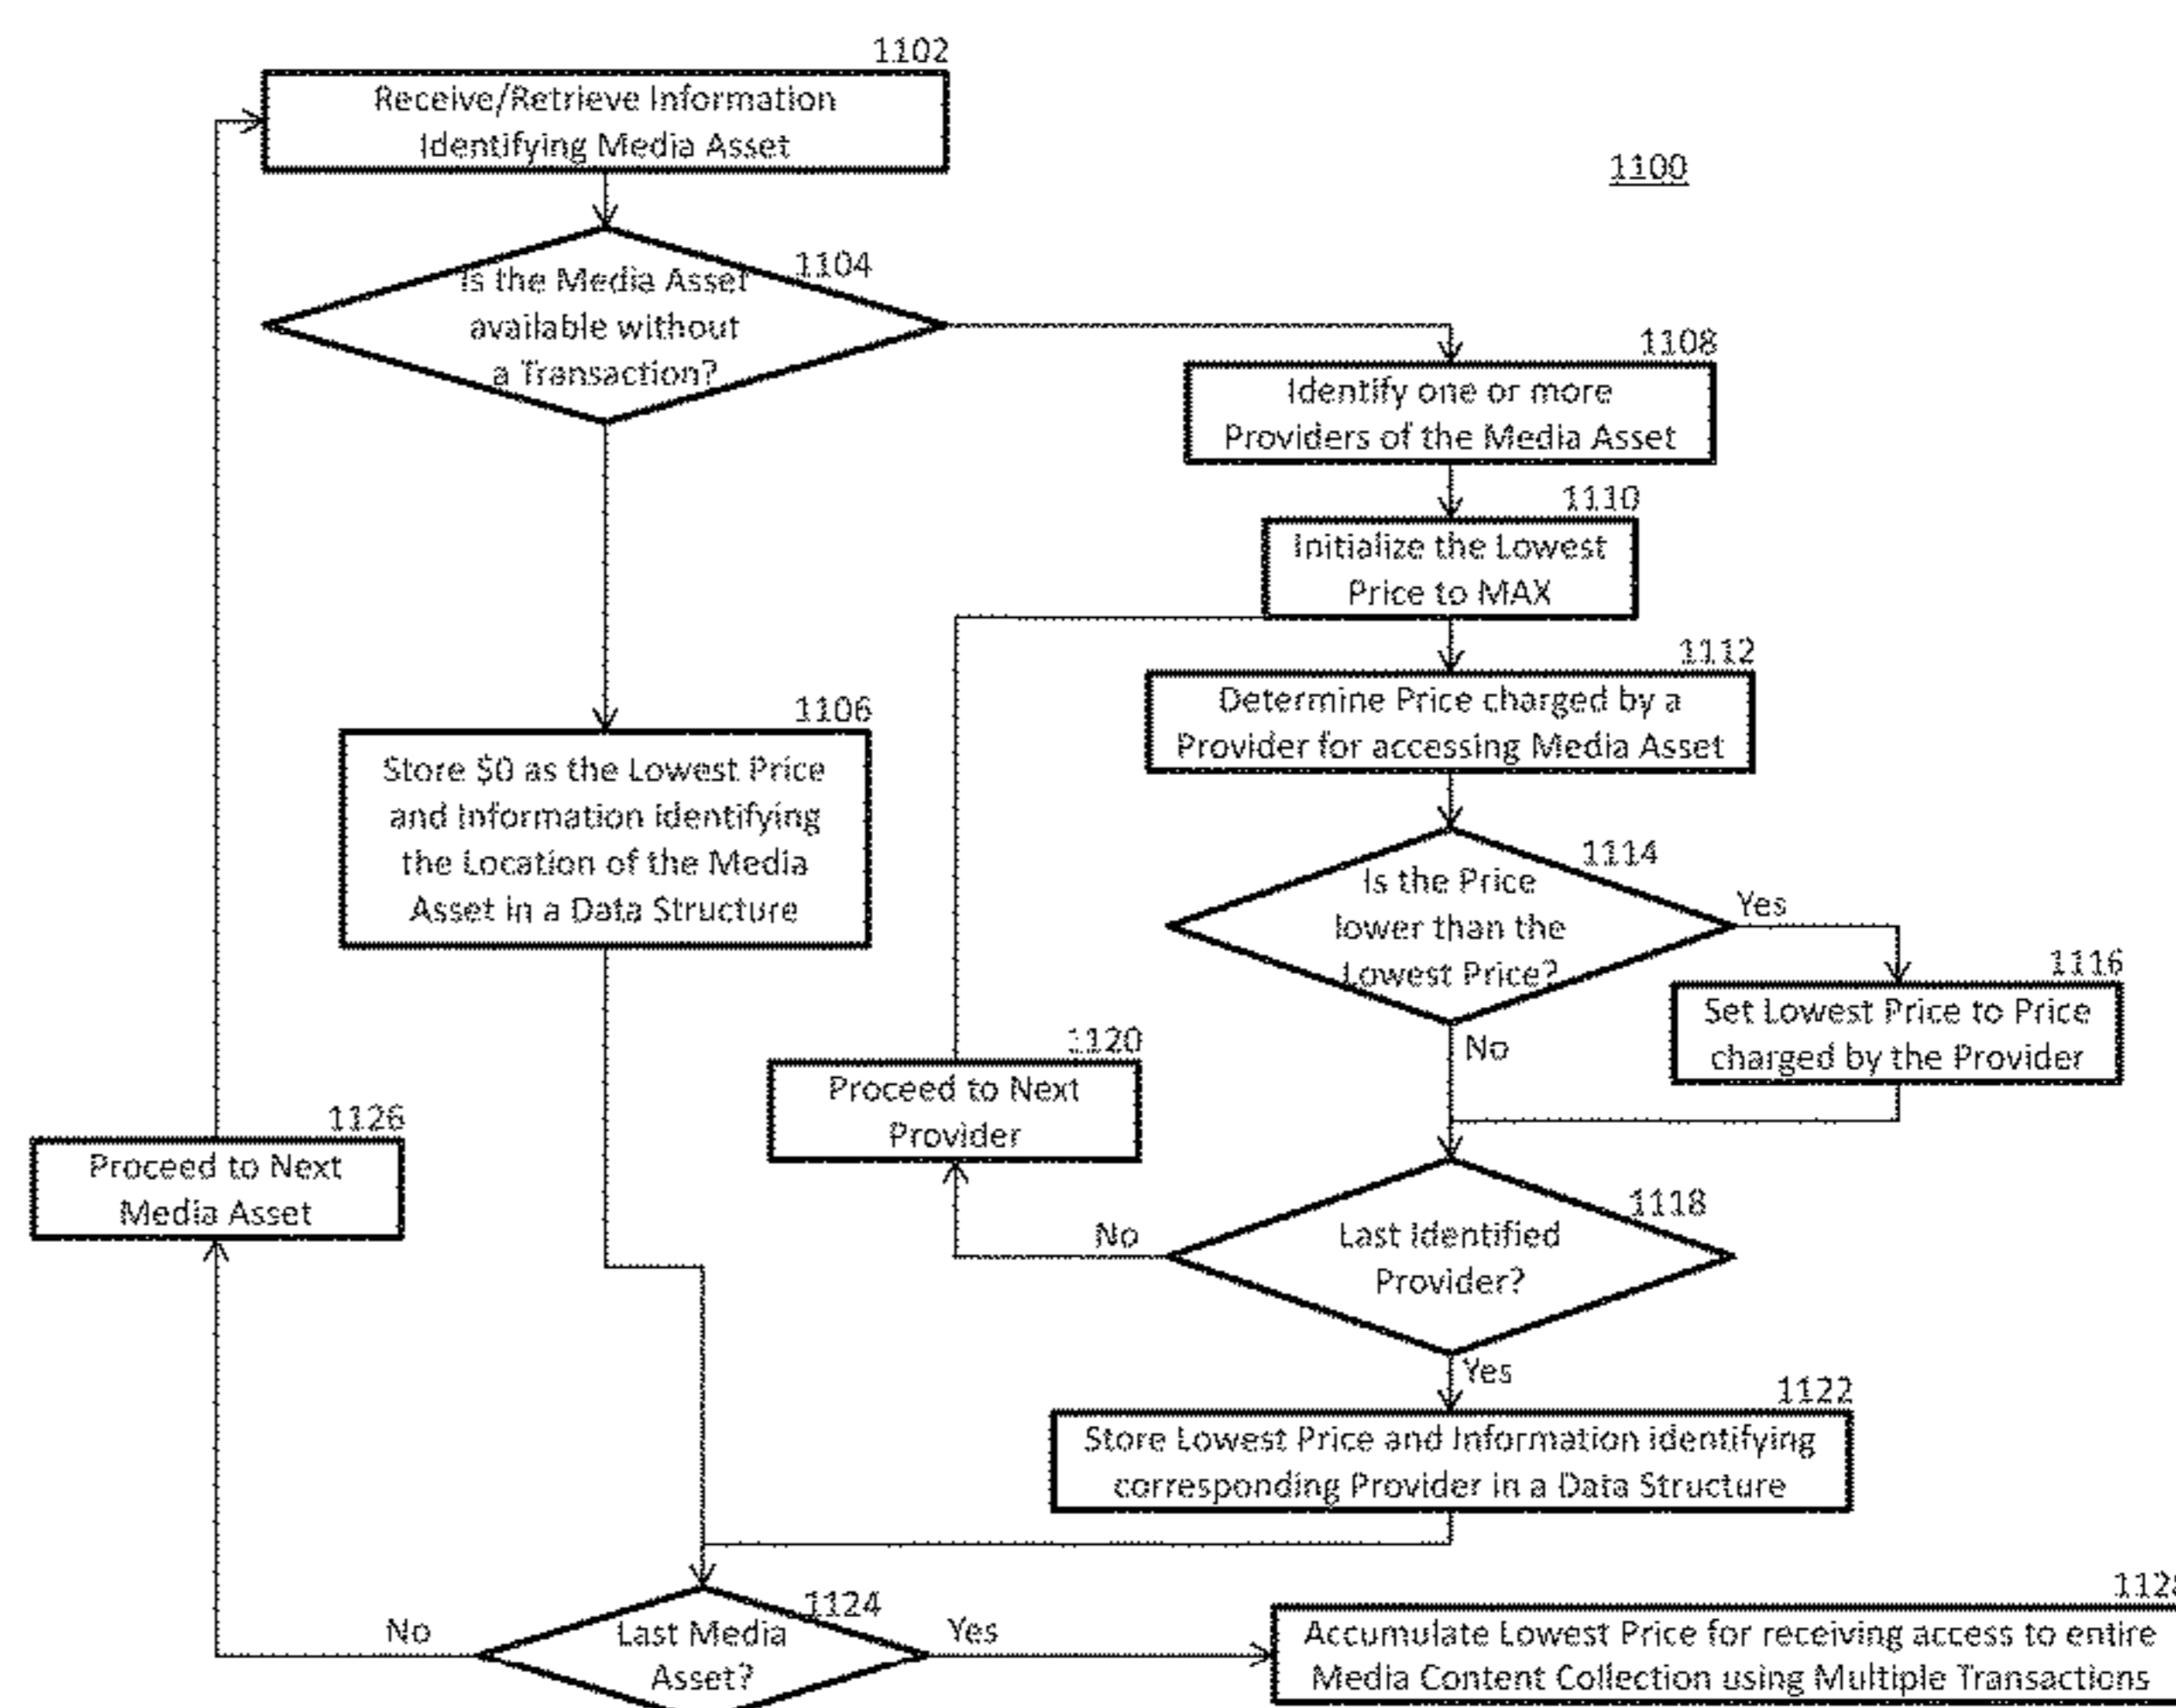 1102
Receive/Retrieve Information
Identifying Media Asset
1100
1104
Is the Media Asset
available without
a Transaction?
1108
Identify one or more
Providers of the Media Asset
1110
Initialize the Lowest
Price to MAX
1112
Determine Price charged by a
Provider for accessing Media Asset
1106
Store $0 as the Lowest Price
and Information identifying
the Location of the Media
Asset in a Data Structure
1114
Is the Price
lower than the
Lowest Price?
Yes
No
1116
Set Lowest Price to Price
charged by the Provider
1120
Proceed to Next
Provider
1126
Proceed to Next
Media Asset
1118
Last Identified
Provider?
No
Yes
1122
Store Lowest Price and Information identifying
corresponding Provider in a Data Structure
1124
Last Media
Asset?
No
Yes
1128
Accumulate Lowest Price for receiving access to entire
Media Content Collection using Multiple Transactions